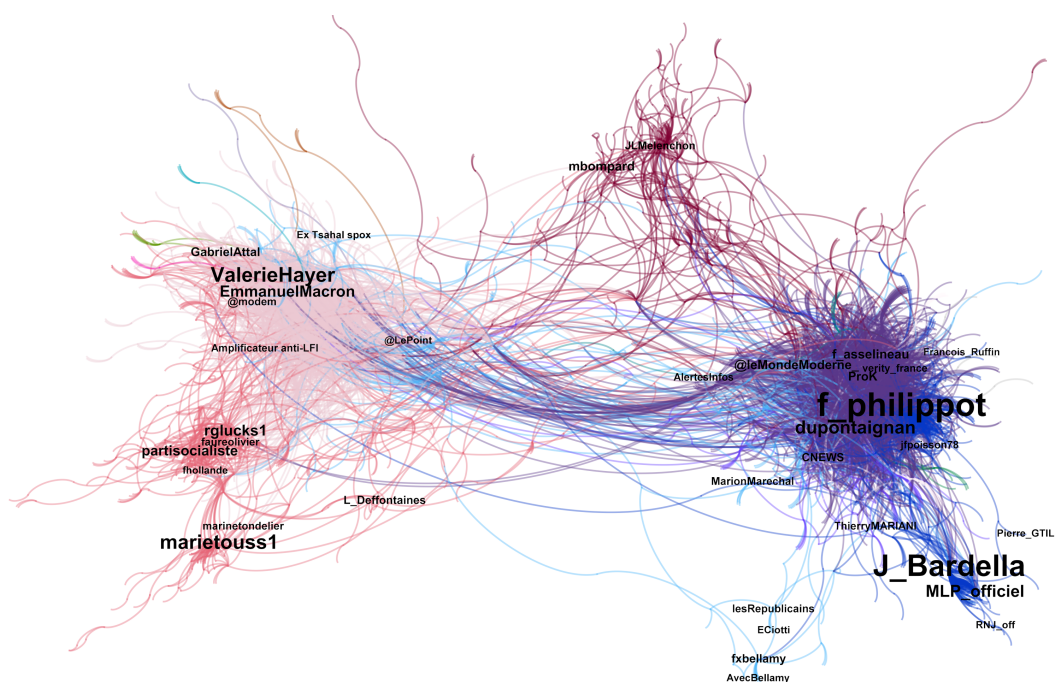 JLMelenchon
mbompard
Ex Tsahal spox
GabrielAttal
ValerieHayer
EmmanuelMacron
@modem
@LePoint
Amplificateur anti-LFI
f_asselineau
Francois_Ruffin
@leMondeModerne_
verity_france
AlertesInfos
ProK
f_philippot
dupontaignan
rglucks1
faureolivier
partisocialiste
jfpoisson78
CNEWS
fhollande
MarionMarechal
L_Deffontaines
marinetondelier
ThierryMARIANI
Pierre_GTIL
marietouss1
J_Bardella
MLP_officiel
lesRepublicains
RNJ_off
ECiotti
fxbellamy
AvecBellamy